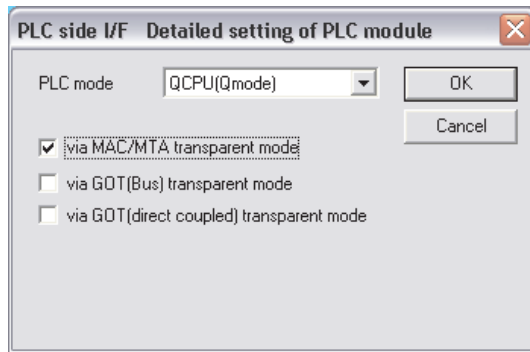 PLC side I/F Detailed setting of PLC module
PLC mode
QCPU(Qmode)
OK
Cancel
via MAC/MTA transparent mode
via GOT(Bus) transparent mode
via GOT(direct coupled) transparent mode